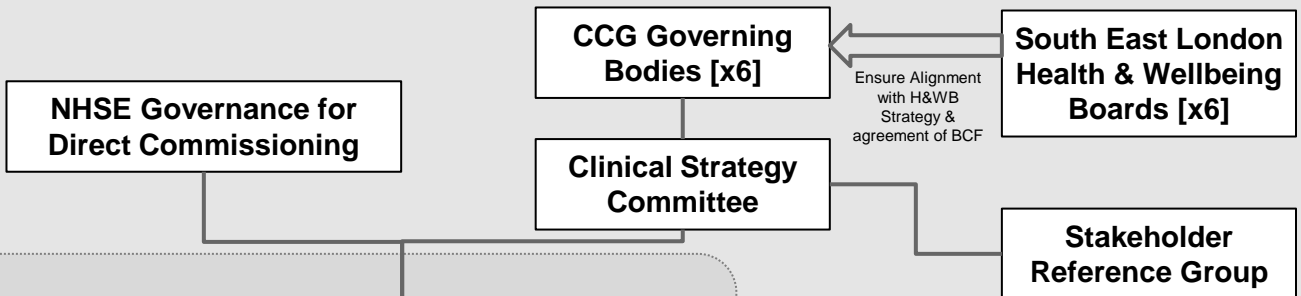 CCG Governing
Bodies [x6]
South East London
Health & Wellbeing
Boards [x6]
Ensure Alignment
with H&WB
Strategy &
agreement of BCF
NHSE Governance for
Direct Commissioning
Clinical Strategy
Committee
Stakeholder
Reference Group